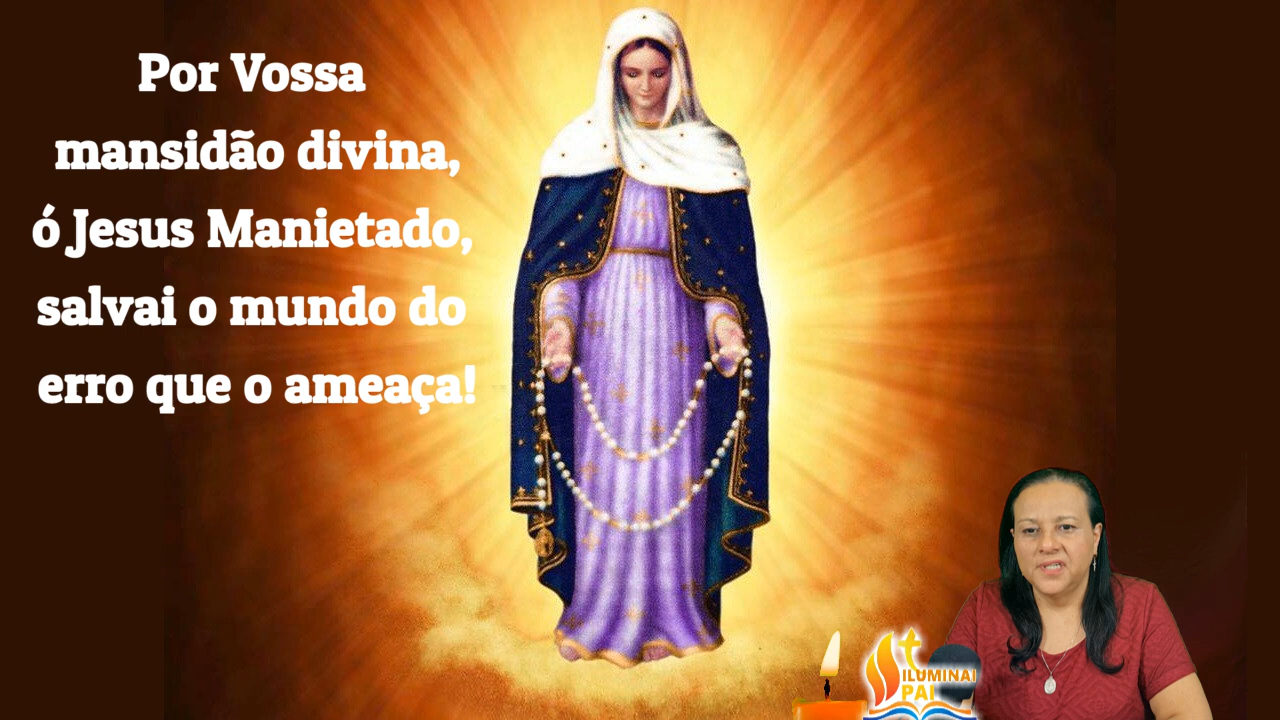 Por Vossa
mansidão divina,
ó Jesus Manietado,
salvai o mundo do
erro que o ameaça!
ILUMINAI
PAI